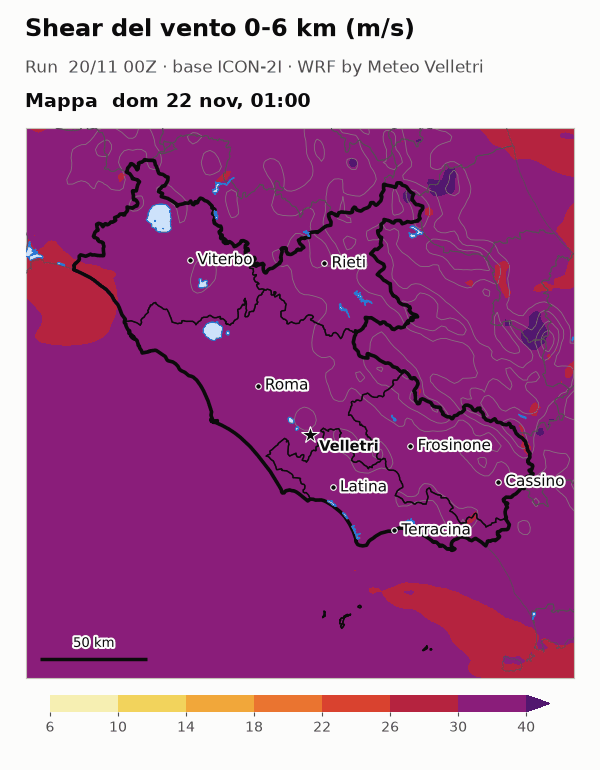 Shear del vento 0-6 km (m/s)
Run  20/11 00Z · base ICON-2I · WRF by Meteo Velletri
Mappa  dom 22 nov, 01:00
Viterbo
Rieti
Roma
Velletri
Frosinone
Latina
Cassino
Terracina
50 km
6 10 14 18 22 26 30 40